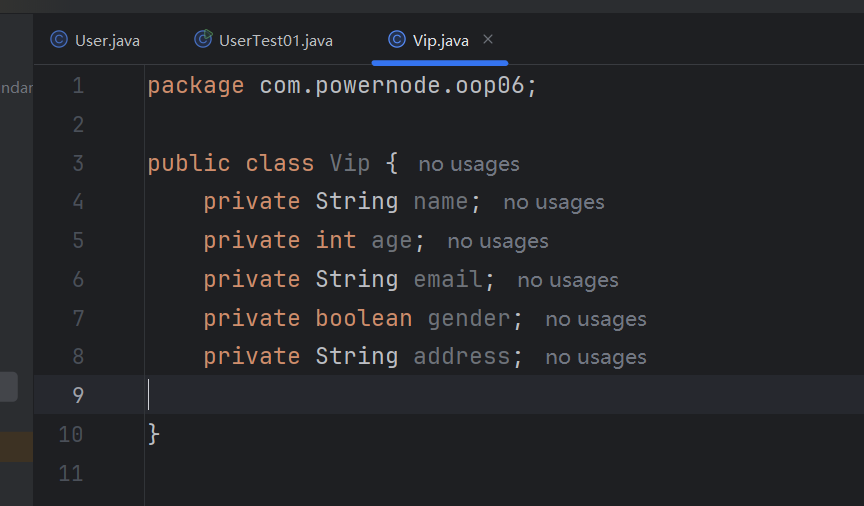 ndar
User.java UserTest01.java Vip.java
1 package com.powernode.oop06;
2
3 public class Vip { no usages
4 private String name; no usages
5 private int age; no usages
6 private String email; no usages
7 private boolean gender; no usages
8 private String address; no usages
9
10 }
11